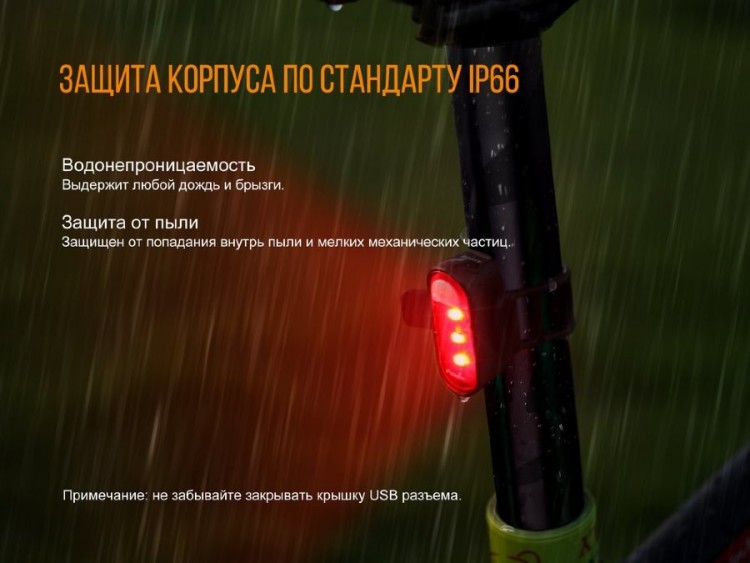 ЗАЩИТА КОРПУСА ПО СТАНДАРТУ IP66
Водонепроницаемость
Выдержит любой дождь и брызги.
Защита от пыли
Защищен от попадания внутрь пыли и мелких механических частиц.
Примечание: не забывайте закрывать крышку USB разъема.